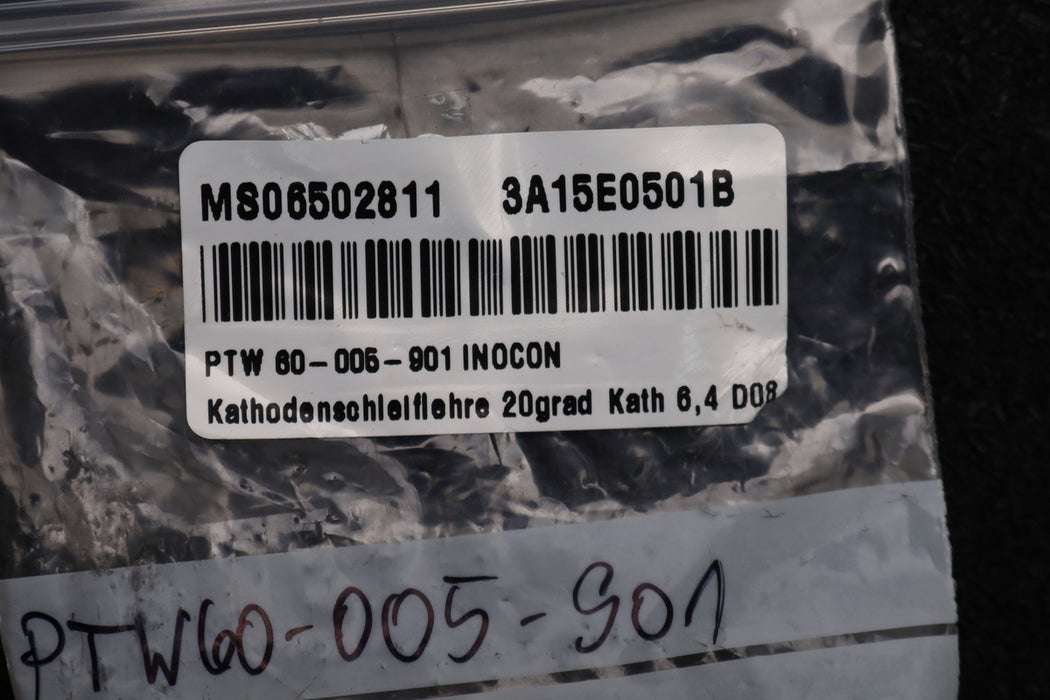 MS06502811 3A15E0501B
PTW 60-005-901 INOCON
Kathodenschleiflehre 20grad Kath 6,4 D08
PTW60-005-901